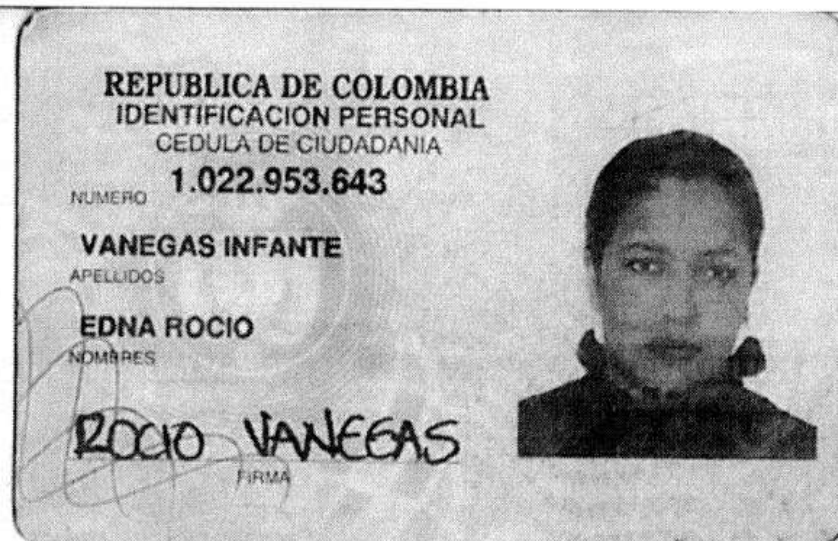 REPUBLICA DE COLOMBIA
IDENTIFICACION PERSONAL
CEDULA DE CIUDADANIA
NUMERO 1.022.953.643
VANEGAS INFANTE
APELLIDOS
EDNA ROCIO
NOMBRES
ROCIO VANEGAS
FIRMA